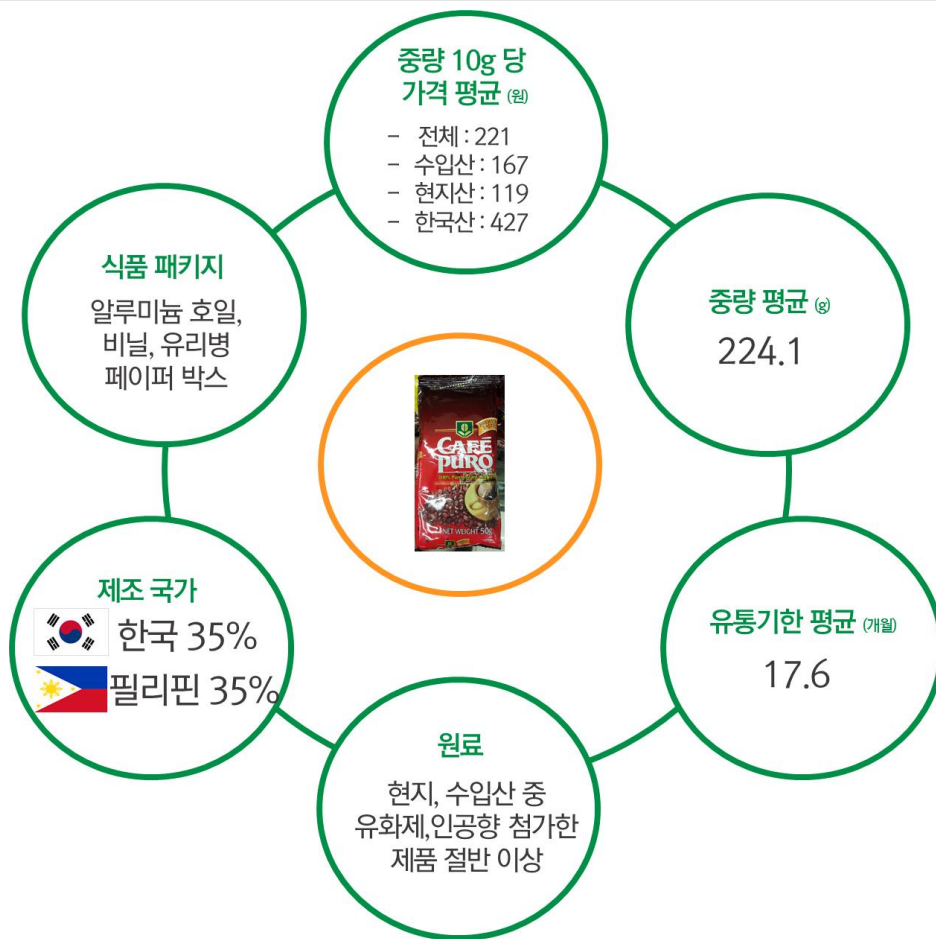 중량 10g 당
가격 평균 (원)
- 전체 : 221
- 수입산 : 167
- 현지산 : 119
- 한국산 : 427
식품 패키지
알루미늄 호일,
비닐, 유리병
페이퍼 박스
중량 평균 (g)
224.1
CAFÉ
PURO
NET WEIGHT 50g
제조 국가
한국 35%
필리핀 35%
유통기한 평균 (개월)
17.6
원료
현지, 수입산 중
유화제,인공향 첨가한
제품 절반 이상